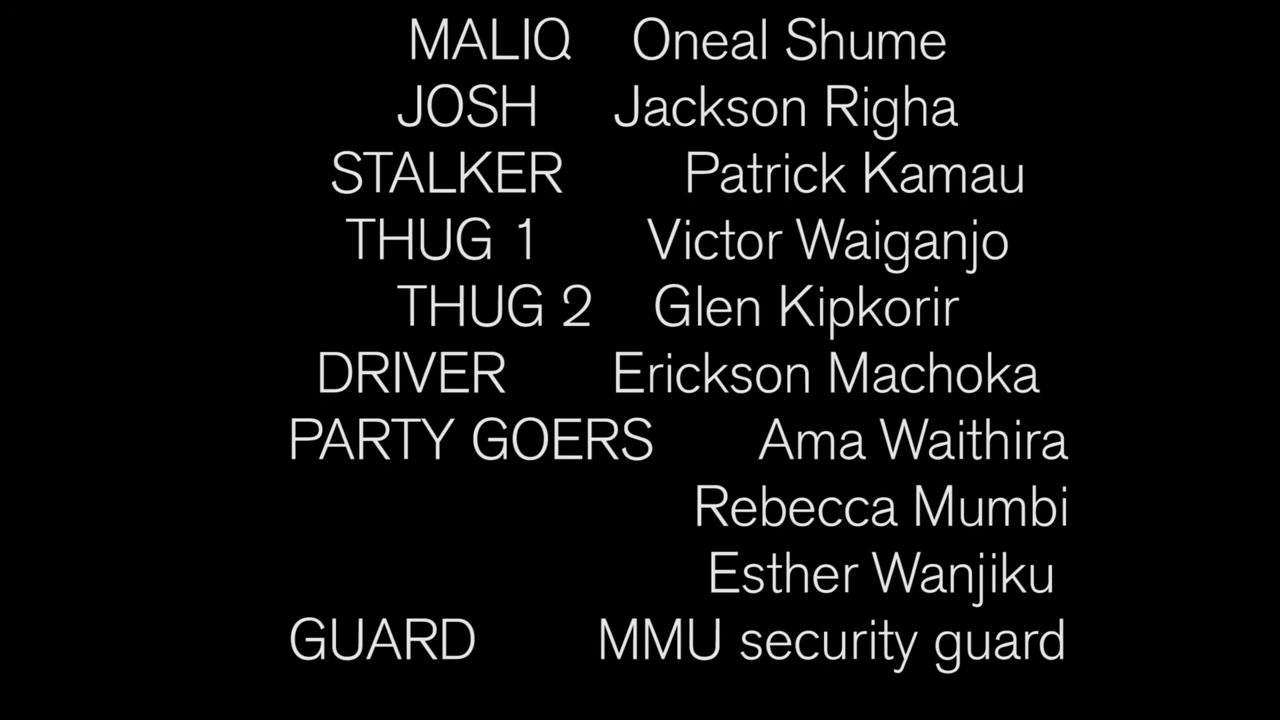 MALIQ Oneal Shume
JOSH Jackson Righa
STALKER Patrick Kamau
THUG 1 Victor Waiganjo
THUG 2 Glen Kipkorir
DRIVER Erickson Machoka
PARTY GOERS Ama Waithira
Rebecca Mumbi
Esther Wanjiku
GUARD MMU security guard